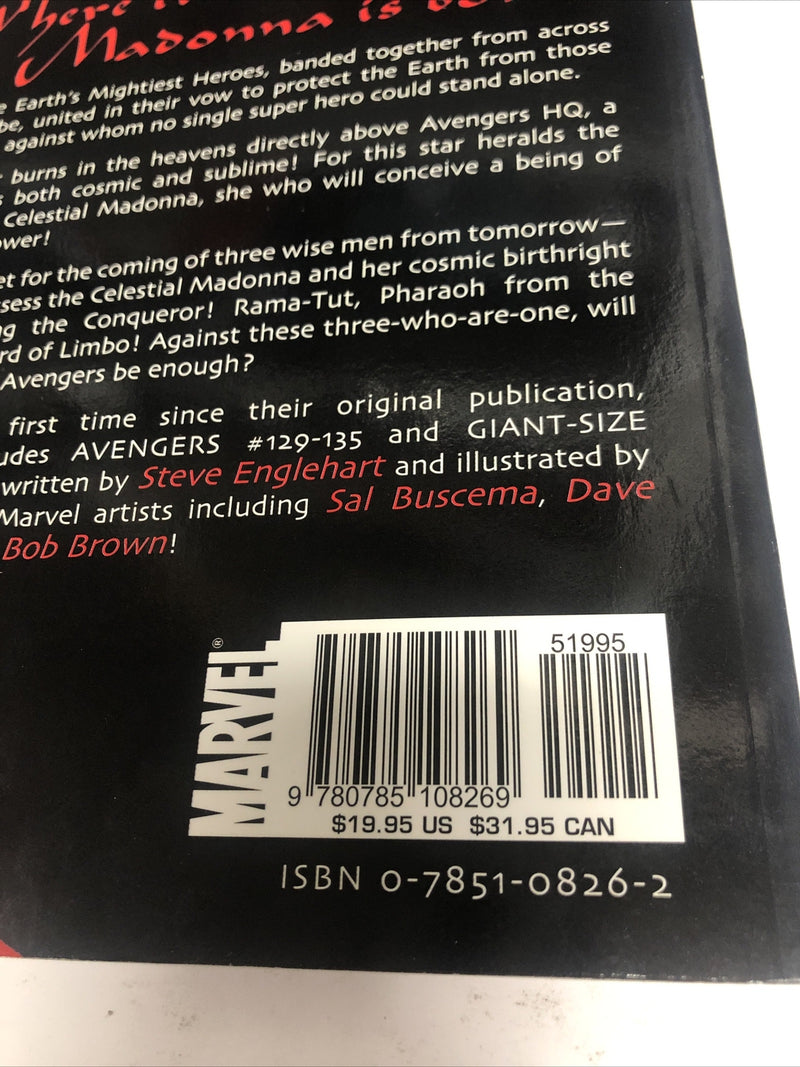 Madonna is
Earth's Mightiest Heroes, banded together from across
be, united in their vow to protect the Earth from those
against whom no single super hero could stand alone.
burns in the heavens directly above Avengers HQ, a
both cosmic and sublime! For this star heralds the
Celestial Madonna, she who will conceive a being of
wer!
et for the coming of three wise men from tomorrow—
sess the Celestial Madonna and her cosmic birthright
g the Conqueror! Rama-Tut, Pharaoh from the
rd of Limbo! Against these three-who-are-one, will
Avengers be enough?
first time since their original publication,
udes AVENGERS #129-135 and GIANT-SIZE
written by Steve Englehart and illustrated by
Marvel artists including Sal Buscema, Dave
Bob Brown!
MARVEL®
51995
9 780785 108269
$19.95 US $31.95 CAN
ISBN 0-7851-0826-2